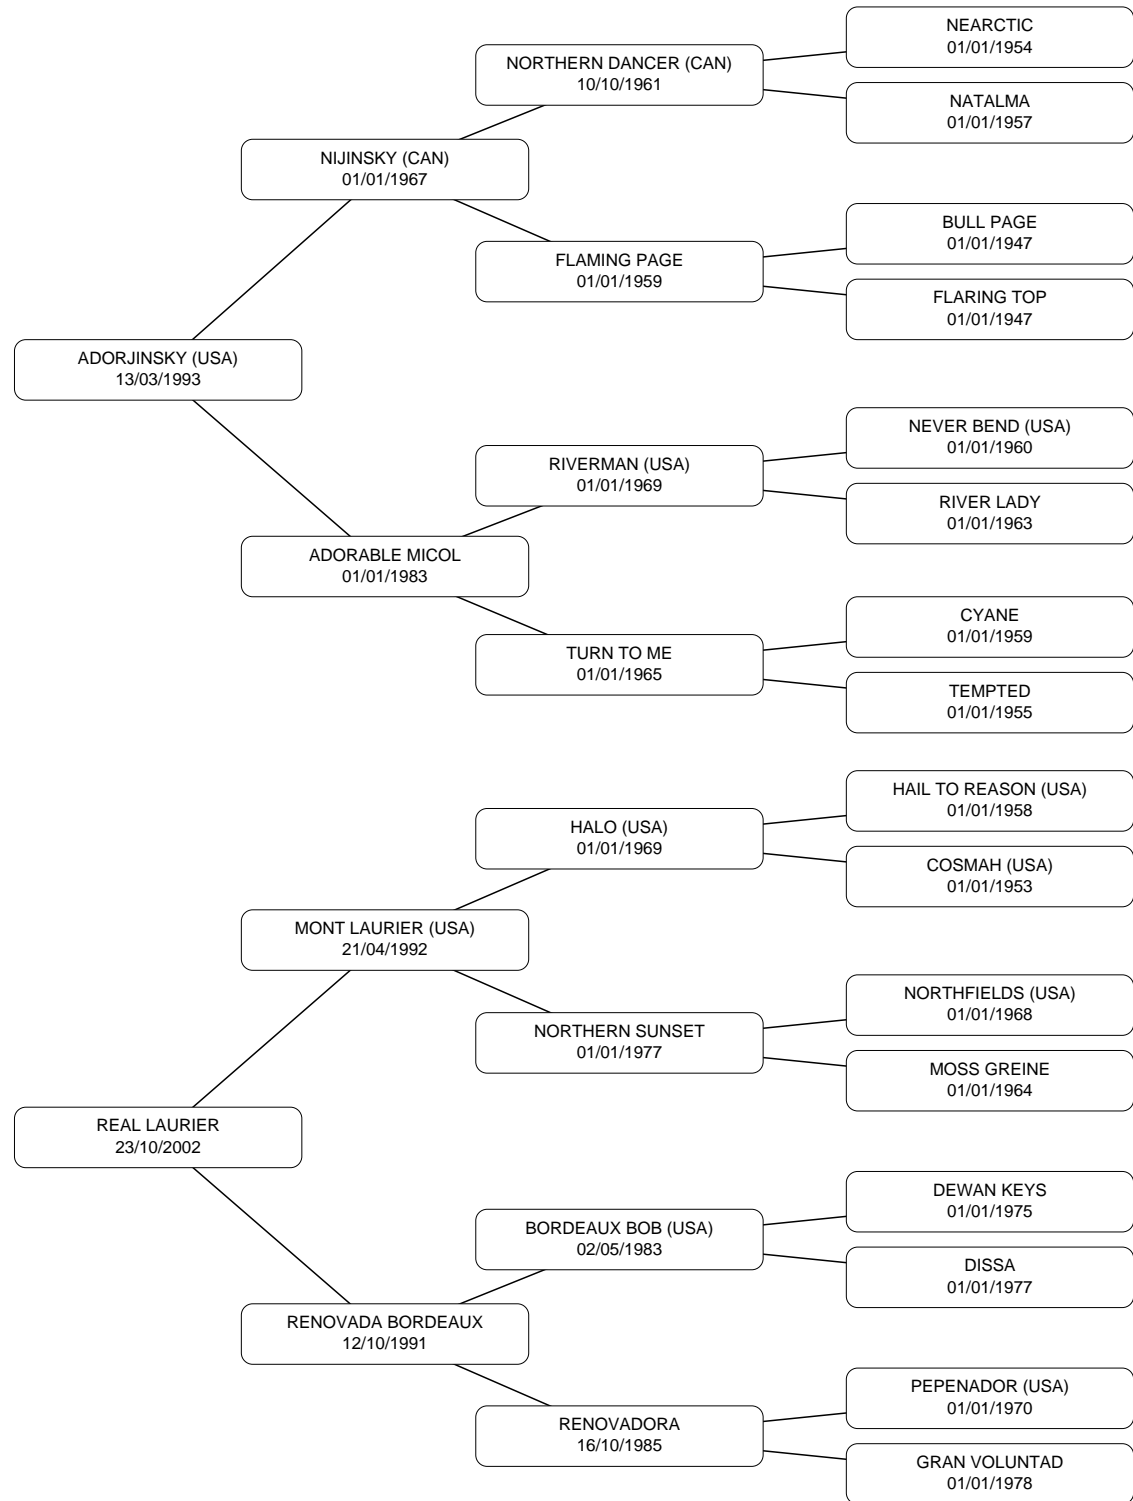 NEARCTIC
01/01/1954
NORTHERN DANCER (CAN)
10/10/1961
NATALMA
01/01/1957
NIJINSKY (CAN)
01/01/1967
BULL PAGE
01/01/1947
FLAMING PAGE
01/01/1959
FLARING TOP
01/01/1947
ADORJINSKY (USA)
13/03/1993
NEVER BEND (USA)
01/01/1960
RIVERMAN (USA)
01/01/1969
RIVER LADY
01/01/1963
ADORABLE MICOL
01/01/1983
CYANE
01/01/1959
TURN TO ME
01/01/1965
TEMPTED
01/01/1955
HAIL TO REASON (USA)
01/01/1958
HALO (USA)
01/01/1969
COSMAH (USA)
01/01/1953
MONT LAURIER (USA)
21/04/1992
NORTHFIELDS (USA)
01/01/1968
NORTHERN SUNSET
01/01/1977
MOSS GREINE
01/01/1964
REAL LAURIER
23/10/2002
DEWAN KEYS
01/01/1975
BORDEAUX BOB (USA)
02/05/1983
DISSA
01/01/1977
RENOVADA BORDEAUX
12/10/1991
PEPENADOR (USA)
01/01/1970
RENOVADORA
16/10/1985
GRAN VOLUNTAD
01/01/1978